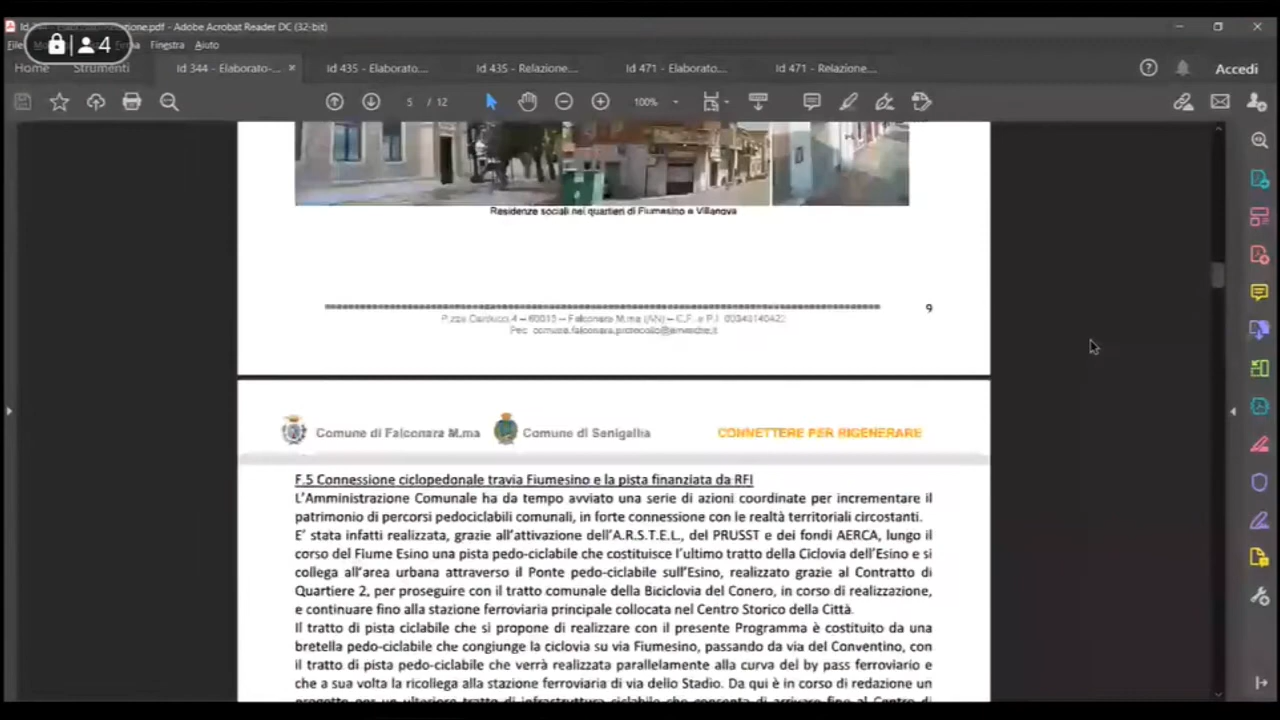 Adobe Acrobat Reader DC (32-bit)
4
Finestra Aiuto
Home Strumenti Id 344 - Elaborato-... × Id 435 - Elaborato.... Id 435 - Relazione.... Id 471 - Elaborato.... Id 471 - Relazione.... Accedi
5 / 12 100%
Residenze sociali nei quartieri di Fiumesino e Villanova
9
Comune di Falconara M.ma Comune di Senigallia CONNETTERE PER RIGENERARE
F.5 Connessione ciclopedonale travia Fiumesino e la pista finanziata da RFI
L'Amministrazione Comunale ha da tempo avviato una serie di azioni coordinate per incrementare il
patrimonio di percorsi pedociclabili comunali, in forte connessione con le realtà territoriali circostanti.
E' stata infatti realizzata, grazie all'attivazione dell'A.R.S.T.E.L., del PRUSST e dei fondi AERCA, lungo il
corso del Fiume Esino una pista pedo-ciclabile che costituisce l'ultimo tratto della Ciclovia dell'Esino e si
collega all'area urbana attraverso il Ponte pedo-ciclabile sull'Esino, realizzato grazie al Contratto di
Quartiere 2, per proseguire con il tratto comunale della Biciclovia del Conero, in corso di realizzazione,
e continuare fino alla stazione ferroviaria principale collocata nel Centro Storico della Città.
Il tratto di pista ciclabile che si propone di realizzare con il presente Programma è costituito da una
bretella pedo-ciclabile che congiunge la ciclovia su via Fiumesino, passando da via del Conventino, con
il tratto di pista pedo-ciclabile che verrà realizzata parallelamente alla curva del by pass ferroviario e
che a sua volta la ricollega alla stazione ferroviaria di via dello Stadio. Da qui è in corso di redazione un